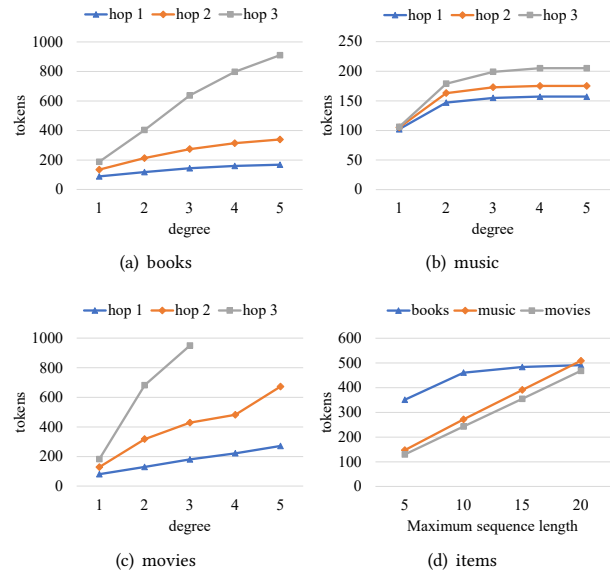 hop 1 hop 2 hop 3
1000
800
600
400
200
0
tokens
1 2 3 4 5
degree
(a) books
hop 1 hop 2 hop 3
250
200
150
100
50
0
tokens
1 2 3 4 5
degree
(b) music
hop 1 hop 2 hop 3
1000
800
600
400
200
0
tokens
1 2 3 4 5
degree
(c) movies
books music movies
600
500
400
300
200
100
0
tokens
5 10 15 20
Maximum sequence length
(d) items